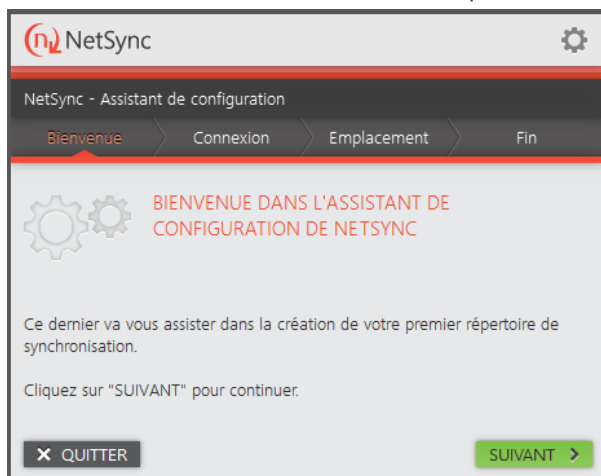 NetSync
NetSync - Assistant de configuration
Bienvenue Connexion Emplacement Fin
BIENVENUE DANS L'ASSISTANT DE
CONFIGURATION DE NETSYNC
Ce dernier va vous assister dans la création de votre premier répertoire de
synchronisation.
Cliquez sur "SUIVANT" pour continuer.
X QUITTER SUIVANT >